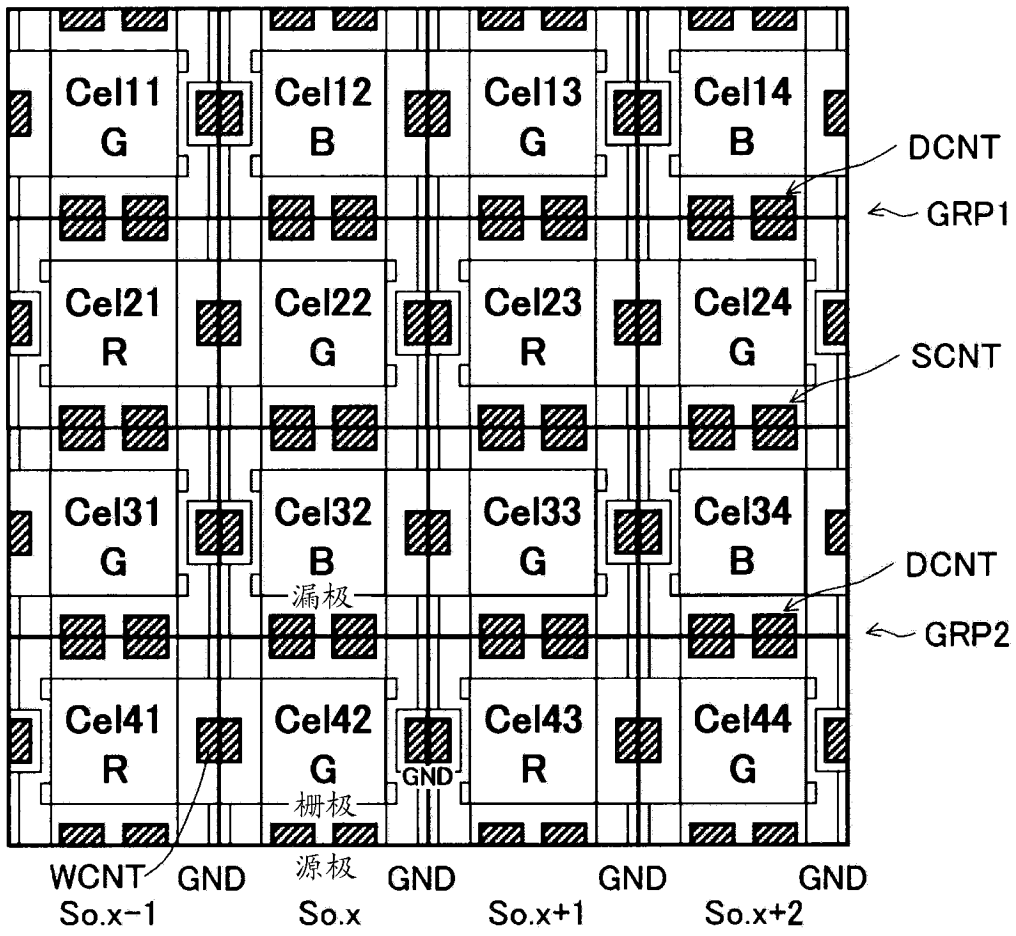 Cel11 Cel12 Cel13 Cel14
G B G B
DCNT
GRP1
Cel21 Cel22 Cel23 Cel24
R G R G
SCNT
Cel31 Cel32 Cel33 Cel34
G B G B
漏极
DCNT
GRP2
Cel41 Cel42 Cel43 Cel44
R G R G
GND
栅极
源极
WCNT GND GND GND GND
So.x-1 So.x So.x+1 So.x+2